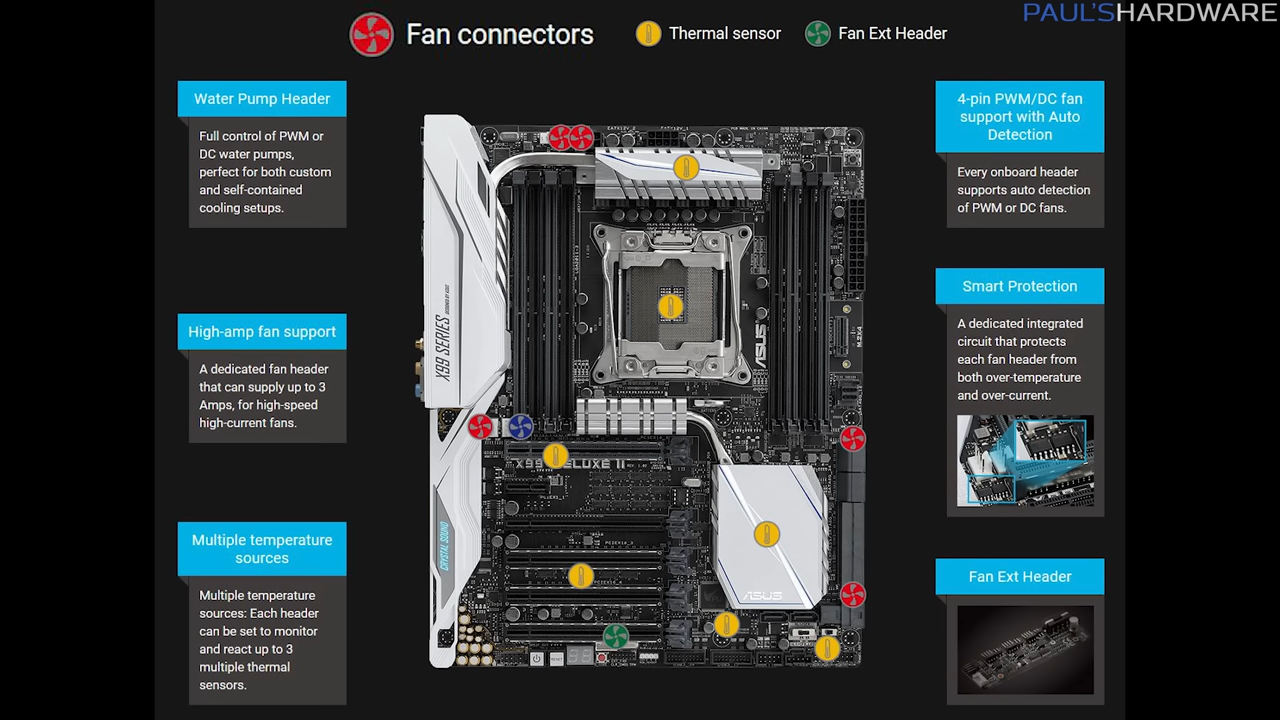 PAUL'SHARDWARE
Fan connectors
Thermal sensor
Fan Ext Header
Water Pump Header
Full control of PWM or
DC water pumps,
perfect for both custom
and self-contained
cooling setups.
High-amp fan support
A dedicated fan header
that can supply up to 3
Amps, for high-speed
high-current fans.
Multiple temperature
sources
Multiple temperature
sources: Each header
can be set to monitor
and react up to 3
multiple thermal
sensors.
X99 SERIES
CRYSTAL SOUND
ASUS
X99 DELUXE II
ASUS
M.2X4
4-pin PWM/DC fan
support with Auto
Detection
Every onboard header
supports auto detection
of PWM or DC fans.
Smart Protection
A dedicated integrated
circuit that protects
each fan header from
both over-temperature
and over-current.
Fan Ext Header